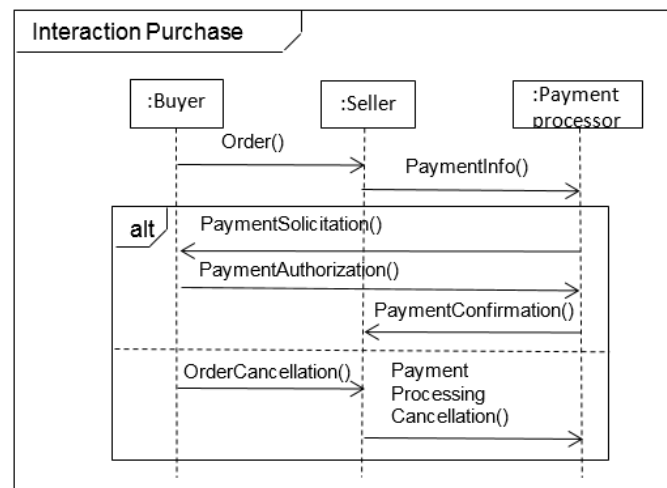 Interaction Purchase
:Buyer
:Seller
:Payment
processor
Order()
PaymentInfo()
alt
PaymentSolicitation()
PaymentAuthorization()
PaymentConfirmation()
OrderCancellation()
Payment
Processing
Cancellation()